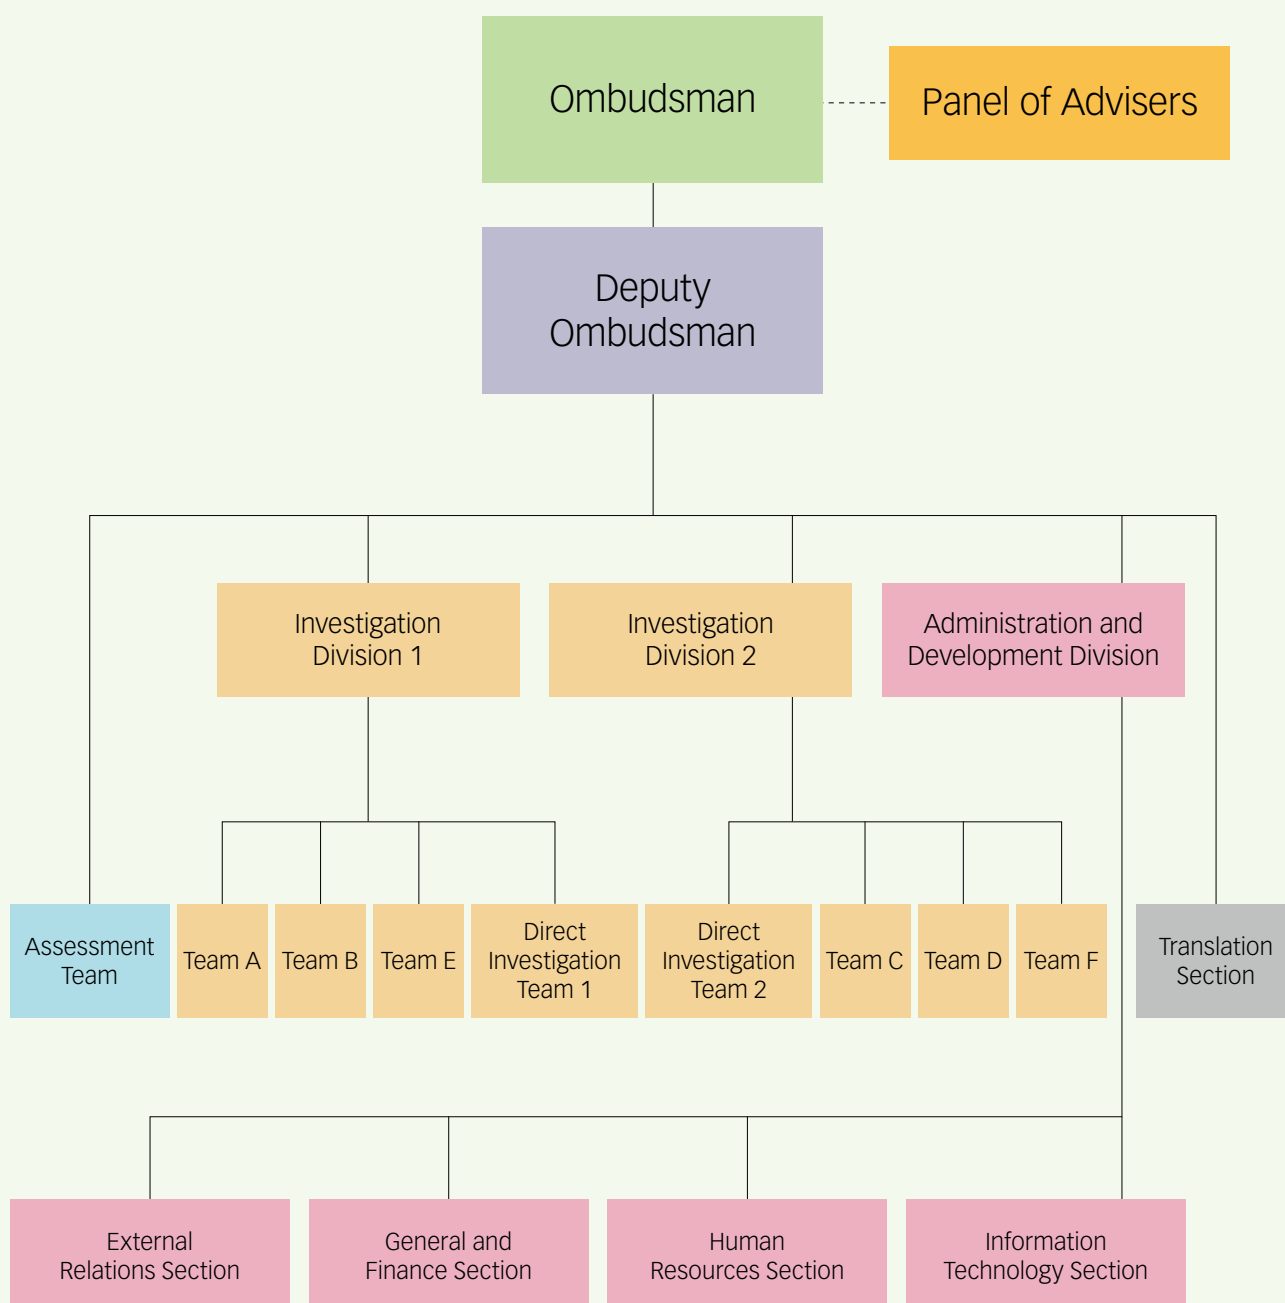 Ombudsman
Panel of Advisers
Deputy
Ombudsman
Investigation
Division 1
Investigation
Division 2
Administration and
Development Division
Assessment
Team
Team A
Team B
Team E
Direct
Investigation
Team 1
Direct
Investigation
Team 2
Team C
Team D
Team F
Translation
Section
External
Relations Section
General and
Finance Section
Human
Resources Section
Information
Technology Section